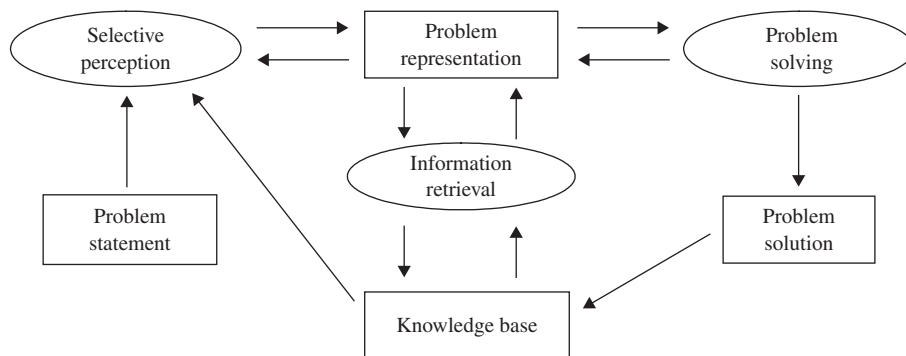 Selective
perception
Problem
representation
Problem
solving
Information
retrieval
Problem
statement
Problem
solution
Knowledge base